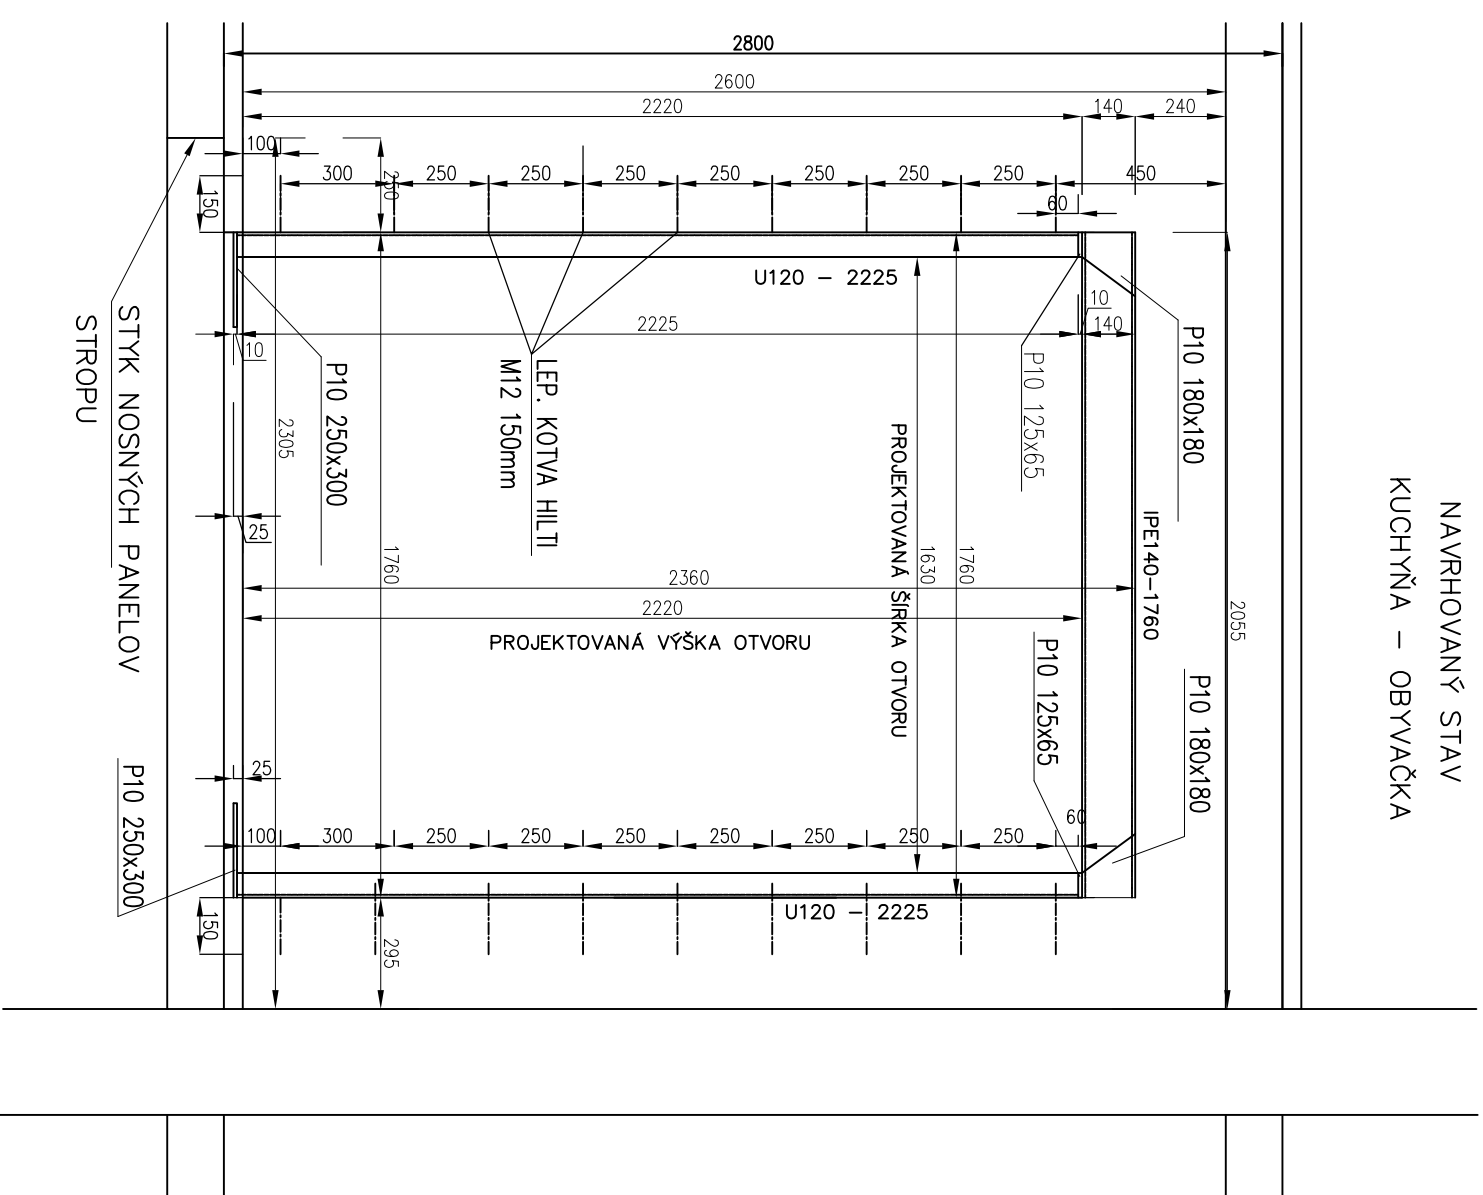 NAVRHOVANÝ STAV
KUCHYŇA - OBYVAČKA
2800
2600
2220
140
240
100
300
250
250
250
250
250
250
250
450
60
250
150
U120 - 2225
2225
10
140
10
P10 180x180
P10 125x65
P10 250x300
LEP. KOTVA HILTI
M12 150mm
STYK NOSNÝCH PANELOV
STROPU
2305
25
1760
1630
1760
PROJEKTOVANÁ ŠÍRKA OTVORU
IPE140-1760
2055
2360
2220
PROJEKTOVANÁ VÝŠKA OTVORU
P10 125x65
P10 180x180
25
P10 250x300
100
300
250
250
250
250
250
250
250
60
U120 - 2225
150
295